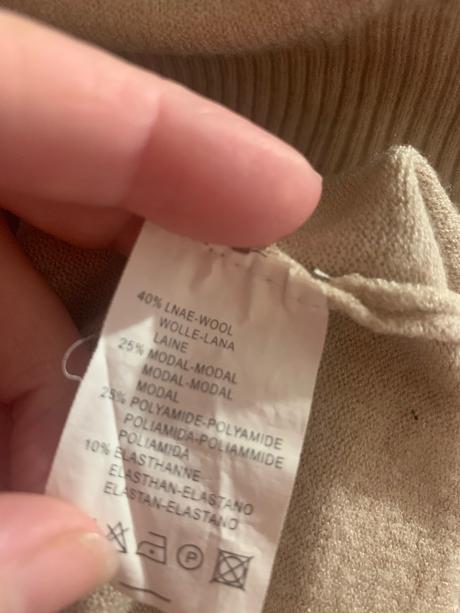 40% LNAE-WOOL
WOLLE-LANA
LAINE
25% MODAL-MODAL
MODAL-MODAL
MODAL
25% POLYAMIDE-POLYAMIDE
POLIAMIDA-POLIAMMIDE
POLIAMIDA
10% ELASTHANNE
ELASTHAN-ELASTANO
ELASTAN-ELASTANO
P